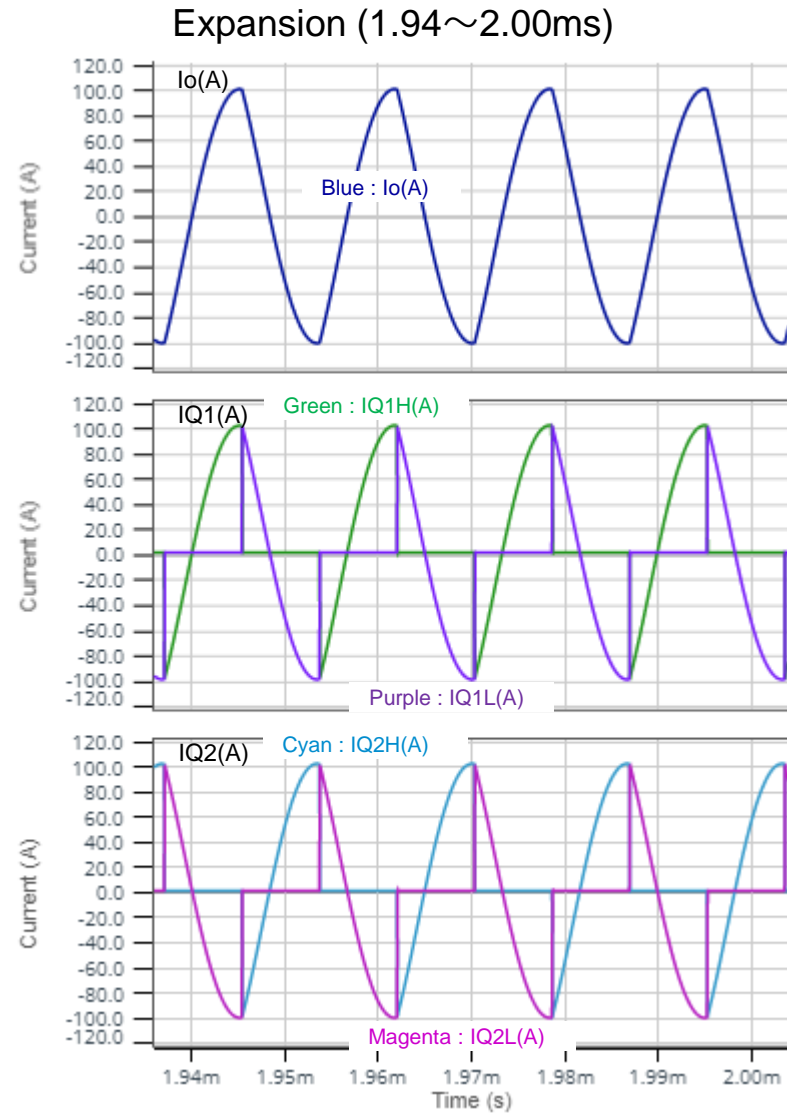 Expansion (1.94～2.00ms)
120.0
Io(A)
100.0
80.0
60.0
40.0
Blue : Io(A)
20.0
0.0
-20.0
-40.0
-60.0
-80.0
-100.0
-120.0
Current (A)
120.0
IQ1(A)
Green : IQ1H(A)
100.0
80.0
60.0
40.0
20.0
0.0
-20.0
-40.0
-60.0
-80.0
-100.0
-120.0
Purple : IQ1L(A)
Current (A)
120.0
IQ2(A)
Cyan : IQ2H(A)
100.0
80.0
60.0
40.0
20.0
0.0
-20.0
-40.0
-60.0
-80.0
-100.0
-120.0
Magenta : IQ2L(A)
Current (A)
1.94m 1.95m 1.96m 1.97m 1.98m 1.99m 2.00m
Time (s)